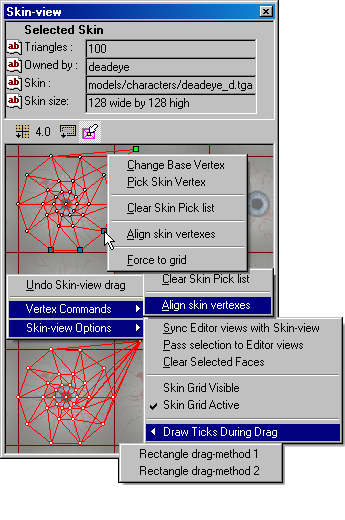 Skin-view
Selected Skin
Triangles : 100
Owned by : deadeye
Skin : models/characters/deadeye_d.tga
Skin size: 128 wide by 128 high
4.0
Change Base Vertex
Pick Skin Vertex
Clear Skin Pick list
Align skin vertexes
Force to grid
Undo Skin-view drag
Vertex Commands
Skin-view Options
Clear Skin Pick list
Align skin vertexes
Sync Editor views with Skin-view
Pass selection to Editor views
Clear Selected Faces
Skin Grid Visible
Skin Grid Active
Draw Ticks During Drag
Rectangle drag-method 1
Rectangle drag-method 2